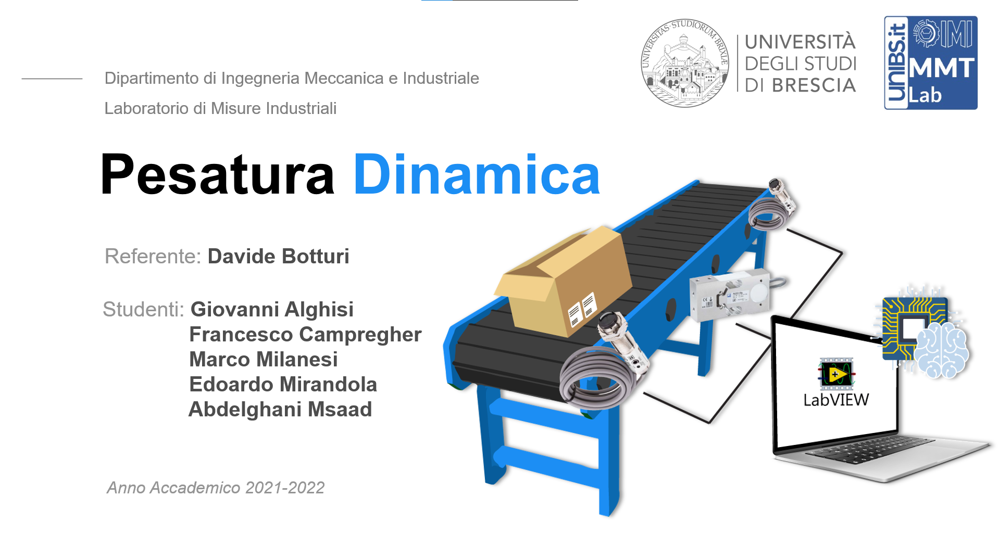 UNIVERSITAS · STUDIORUM · BRIXIÆ
UNIVERSITÀ
DEGLI STUDI
DI BRESCIA
UNIBS.it
IMI
MMT
Lab
Dipartimento di Ingegneria Meccanica e Industriale
Laboratorio di Misure Industriali
Pesatura Dinamica
Referente: Davide Botturi
Studenti: Giovanni Alghisi
Francesco Campregher
Marco Milanesi
Edoardo Mirandola
Abdelghani Msaad
LabVIEW
Anno Accademico 2021-2022